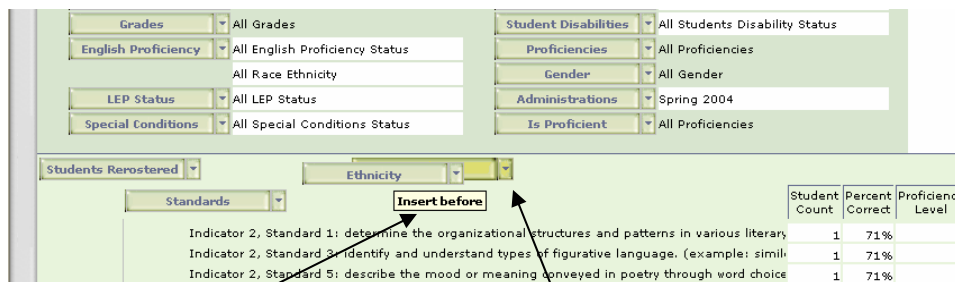 Grades All Grades Student Disabilities All Students Disability Status
English Proficiency All English Proficiency Status Proficiencies All Proficiencies
All Race Ethnicity Gender All Gender
LEP Status All LEP Status Administrations Spring 2004
Special Conditions All Special Conditions Status Is Proficient All Proficiencies
Students Rerostered Ethnicity
Standards Insert before Student Count Percent Correct Level
Indicator 2, Standard 1: determine the organizational structures and patterns in various literary 1 71%
Indicator 2, Standard 3: identify and understand types of figurative language. (example: 1 71%
Indicator 2, Standard 5: describe the mood or meaning conveyed in poetry through word choice 1 71%